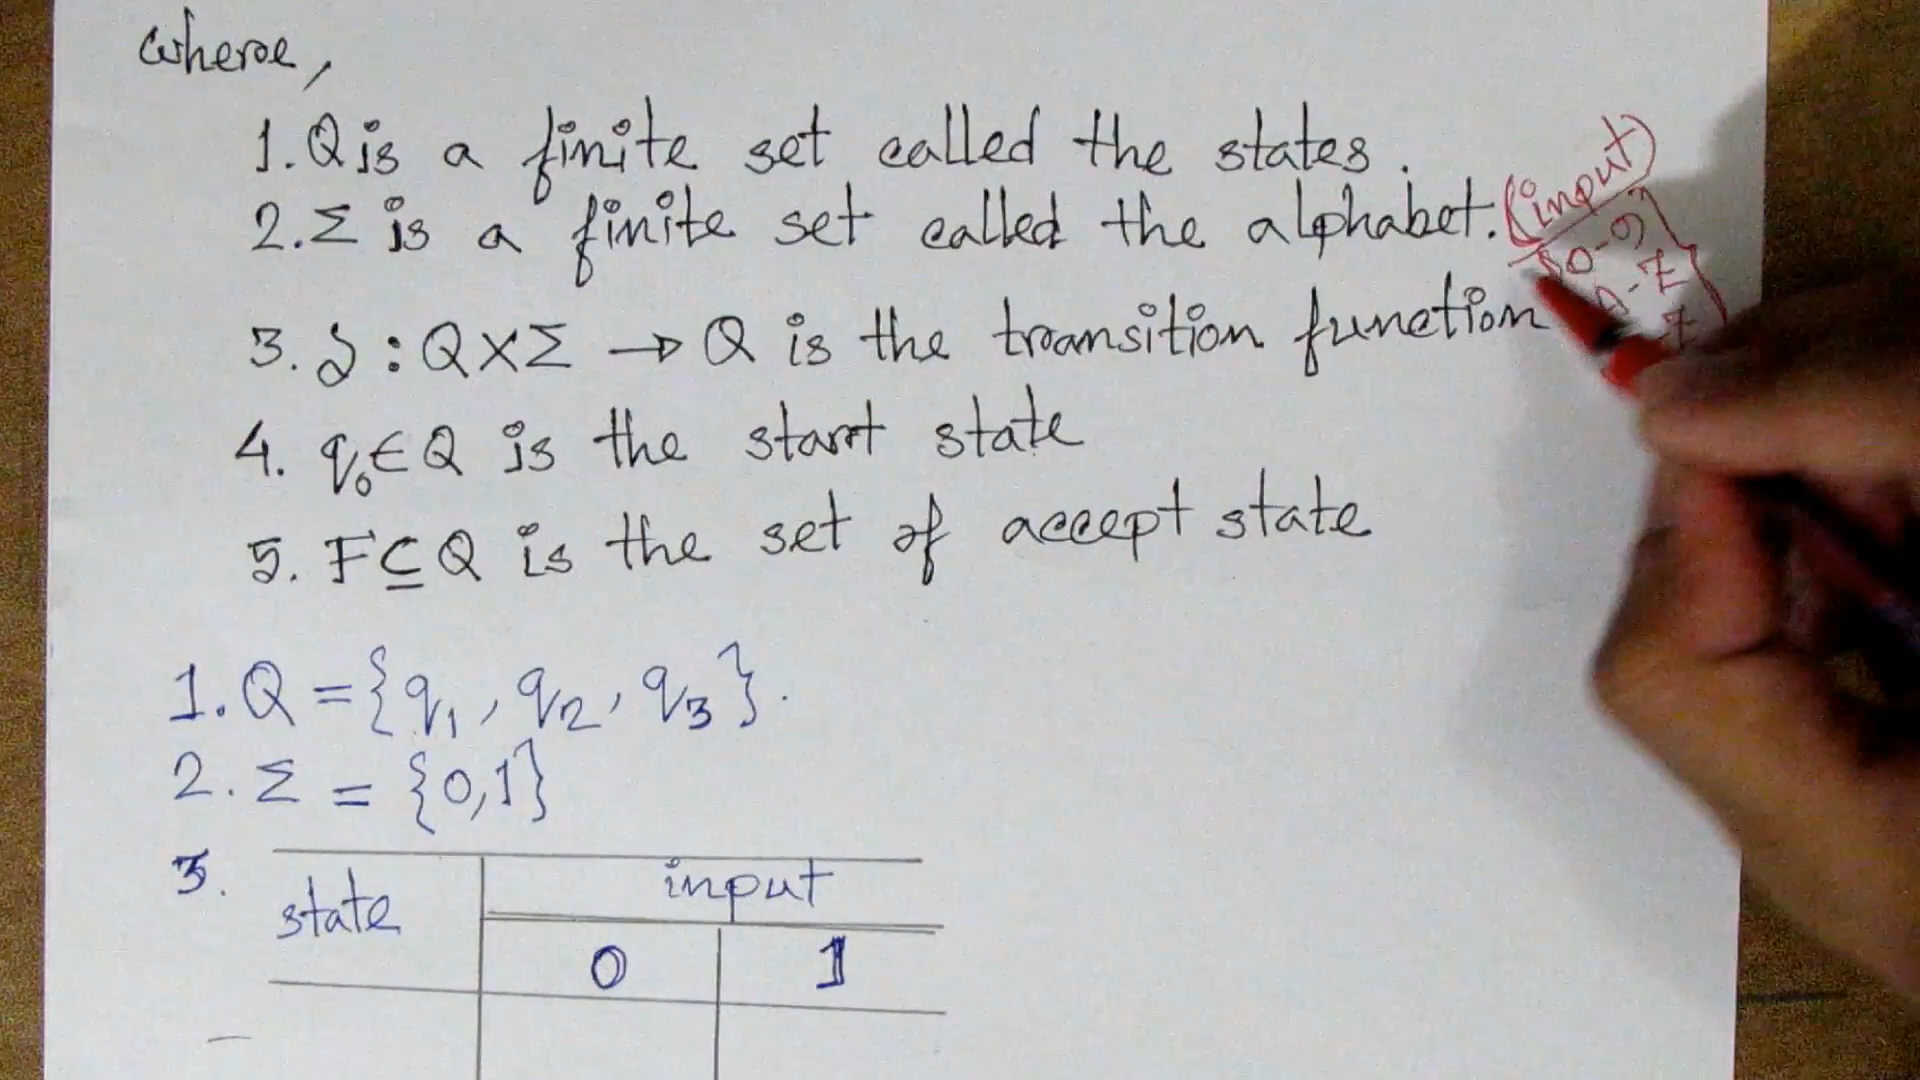 where,
1. Q is a finite set called the states.
2. Σ is a finite set called the alphabet. (input)
0-9
3. δ : Q X Σ → Q is the transition function
4. q₀ ∈ Q is the start state
5. F ⊆ Q is the set of accept state
1. Q = {q₁, q₂, q₃}.
2. Σ = {0,1}
3.
state
input
0 1